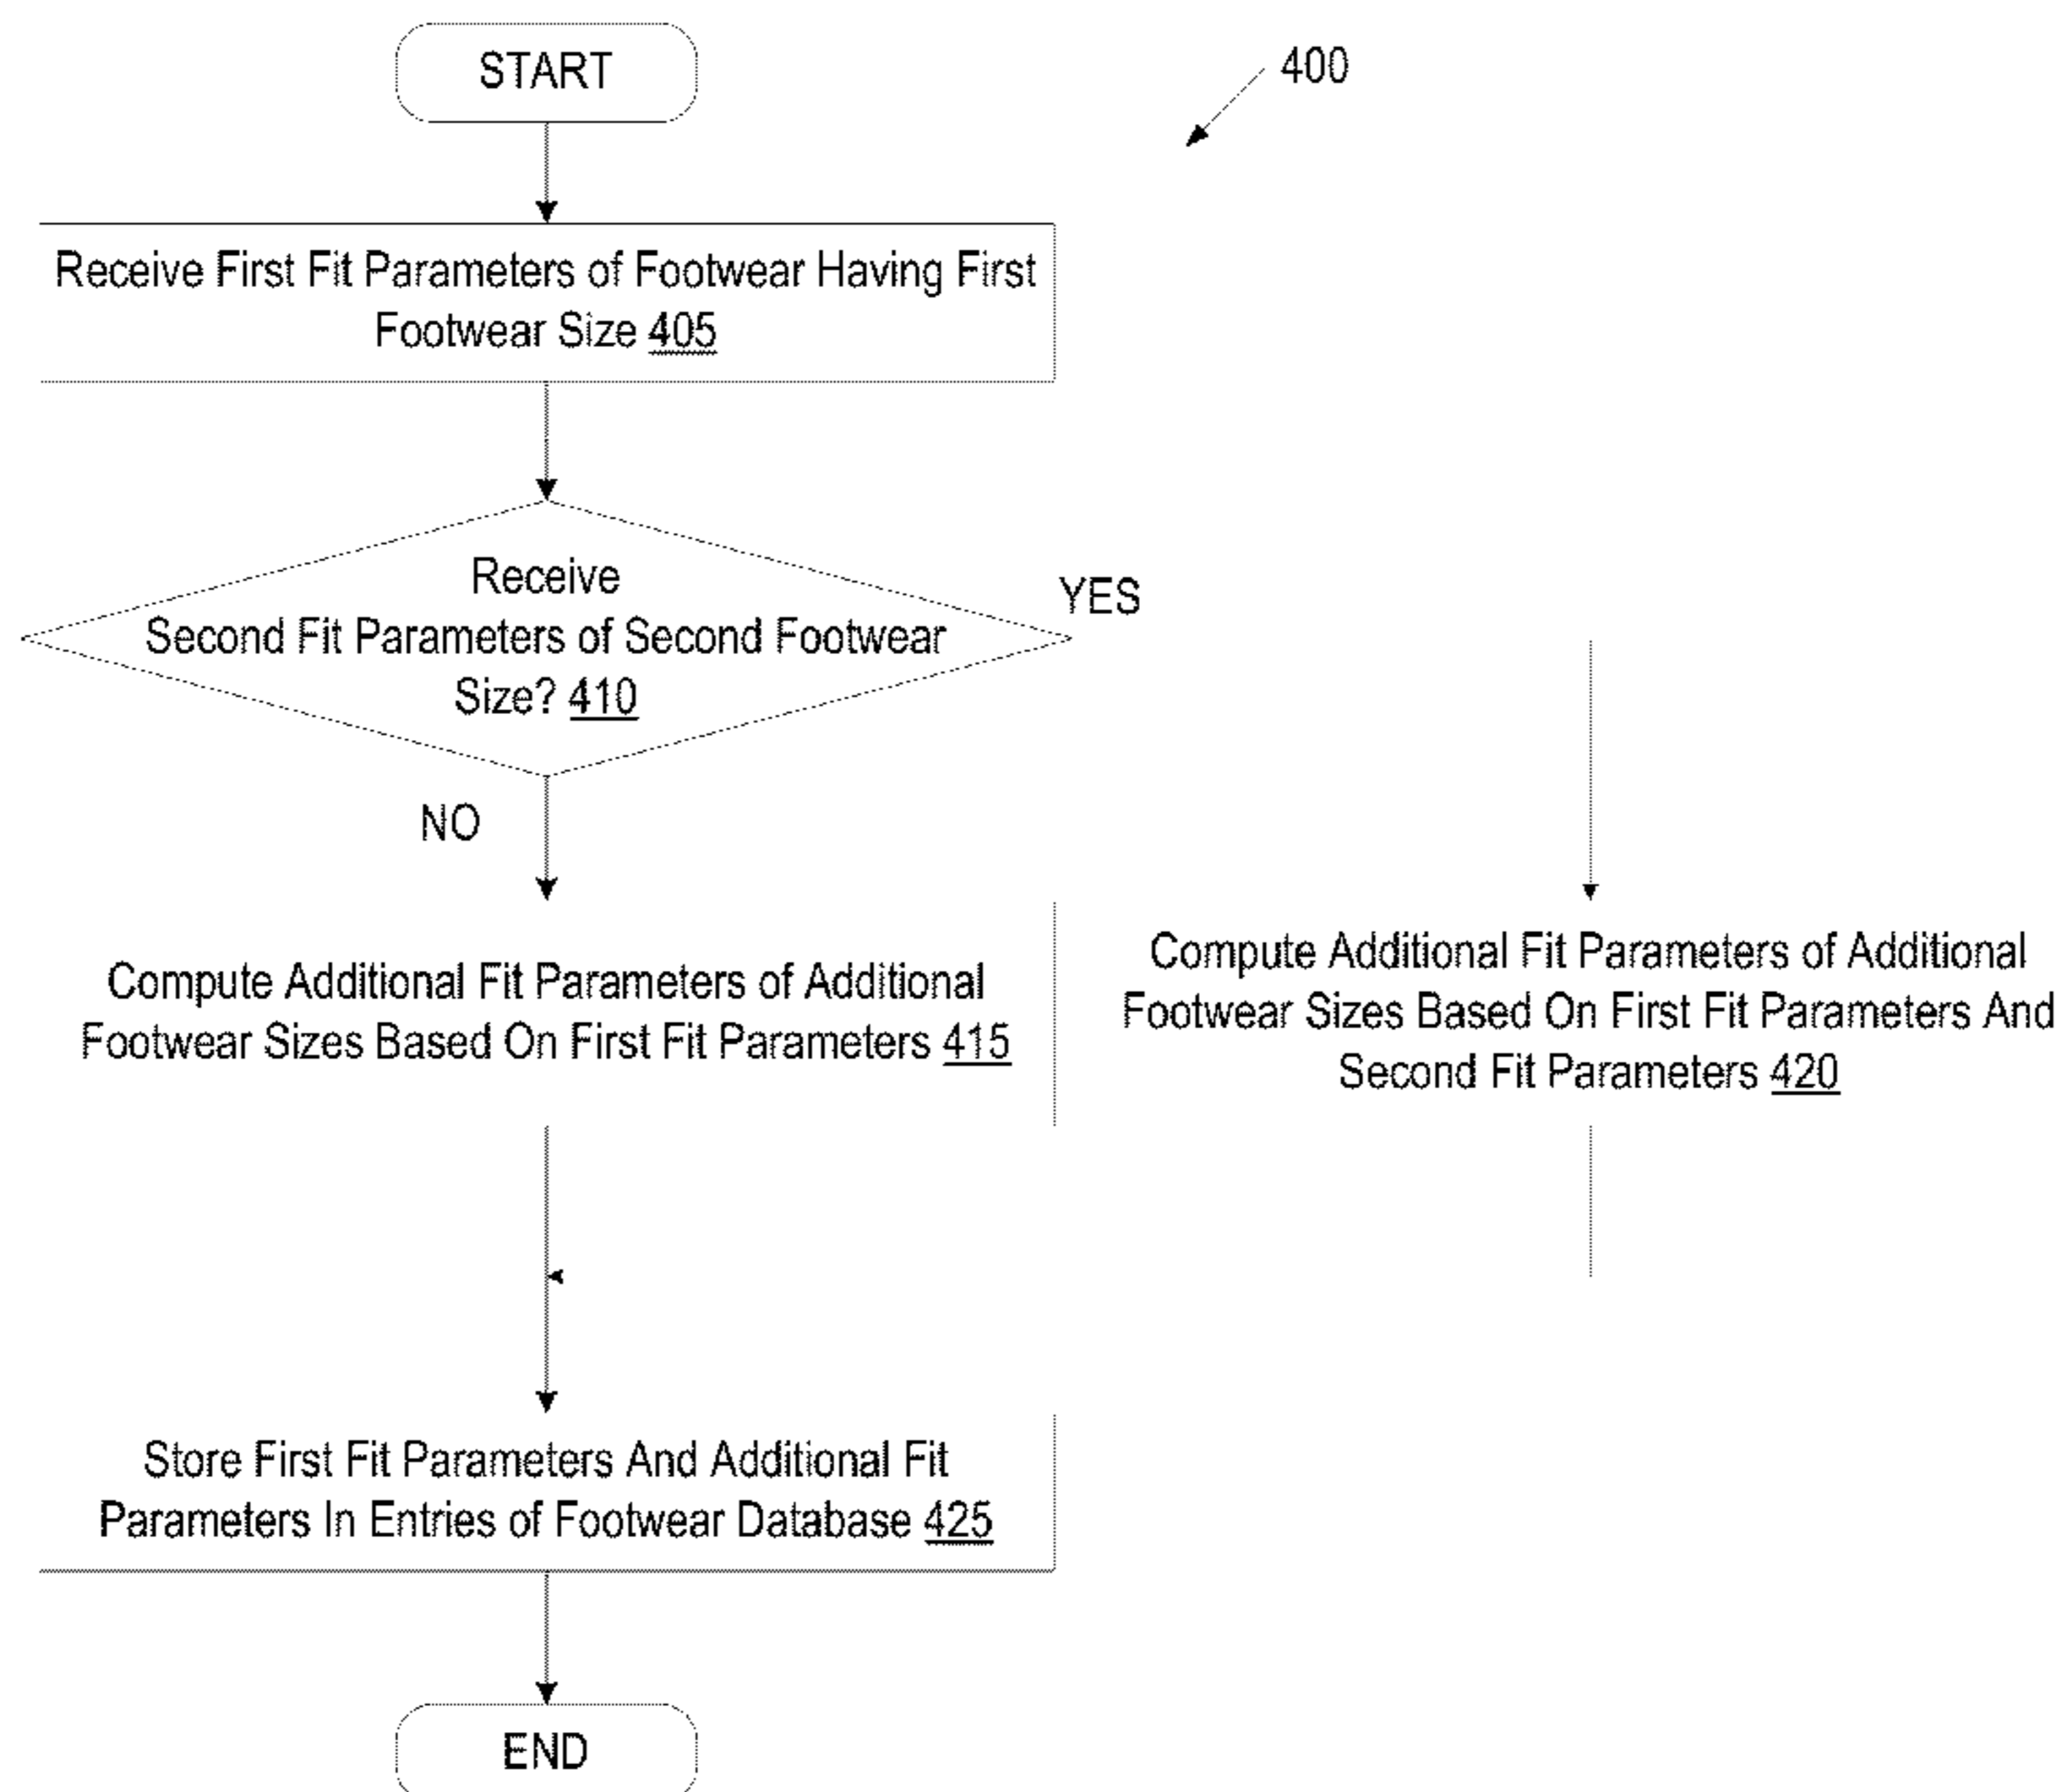 START
400
Receive First Fit Parameters of Footwear Having First
Footwear Size 405
Receive
Second Fit Parameters of Second Footwear
Size? 410
YES
NO
Compute Additional Fit Parameters of Additional
Footwear Sizes Based On First Fit Parameters 415
Compute Additional Fit Parameters of Additional
Footwear Sizes Based On First Fit Parameters And
Second Fit Parameters 420
Store First Fit Parameters And Additional Fit
Parameters In Entries of Footwear Database 425
END